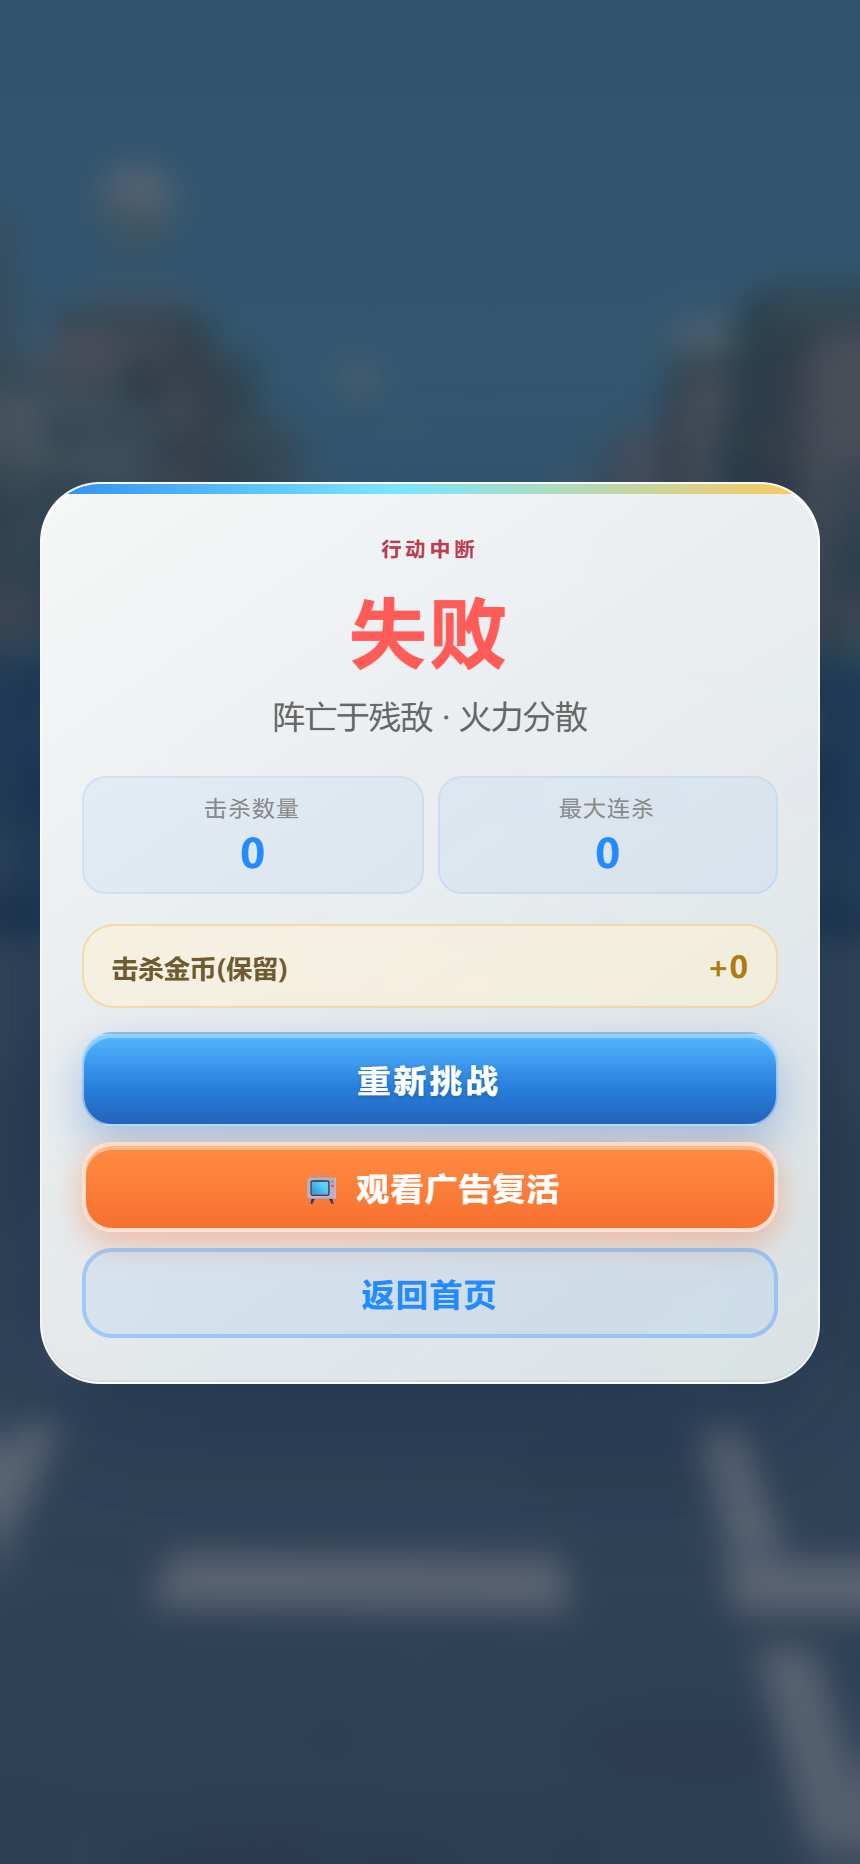 行动中断
失败
阵亡于残敌 · 火力分散
击杀数量
0
最大连杀
0
击杀金币(保留)
+0
重新挑战
观看广告复活
返回首页